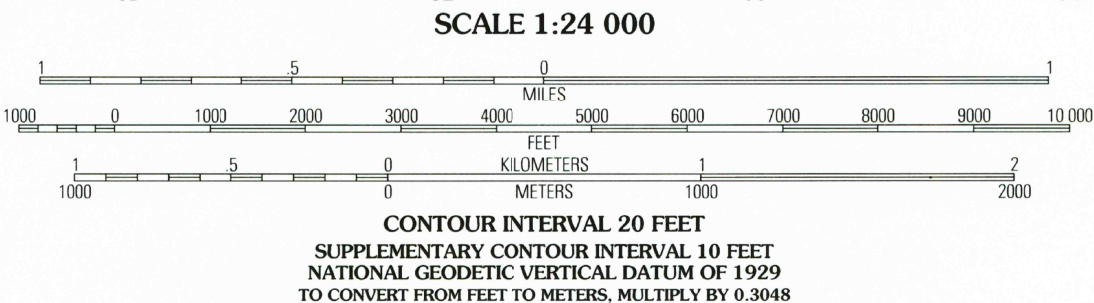 SCALE 1:24 000
1 .5 0 1
MILES
1000 0 1000 2000 3000 4000 5000 6000 7000 8000 9000 10 000
FEET
1 .5 0 KILOMETERS 1 2
1000 0 METERS 1000 2000
CONTOUR INTERVAL 20 FEET
SUPPLEMENTARY CONTOUR INTERVAL 10 FEET
NATIONAL GEODETIC VERTICAL DATUM OF 1929
TO CONVERT FROM FEET TO METERS, MULTIPLY BY 0.3048